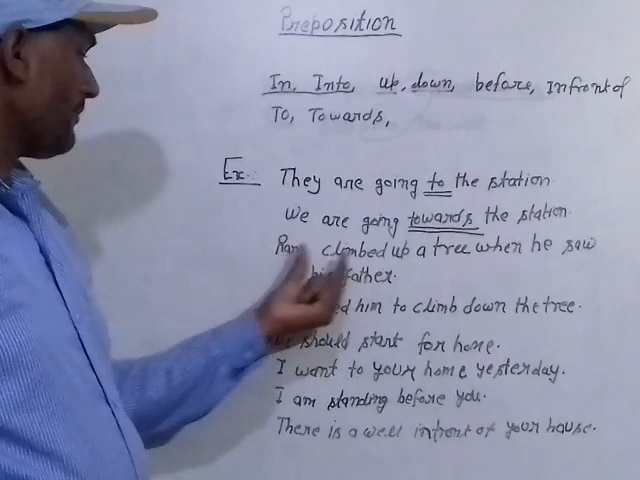 Preposition
In, Into, up, down, before, Infront of
To, Towards,
Ex:- They are going to the station
We are going towards the station
climbed up a tree when he saw
his father.
him to climb down the tree.
should start for home.
I want to your home yesterday.
I am standing before you.
There is a well infront of your house.